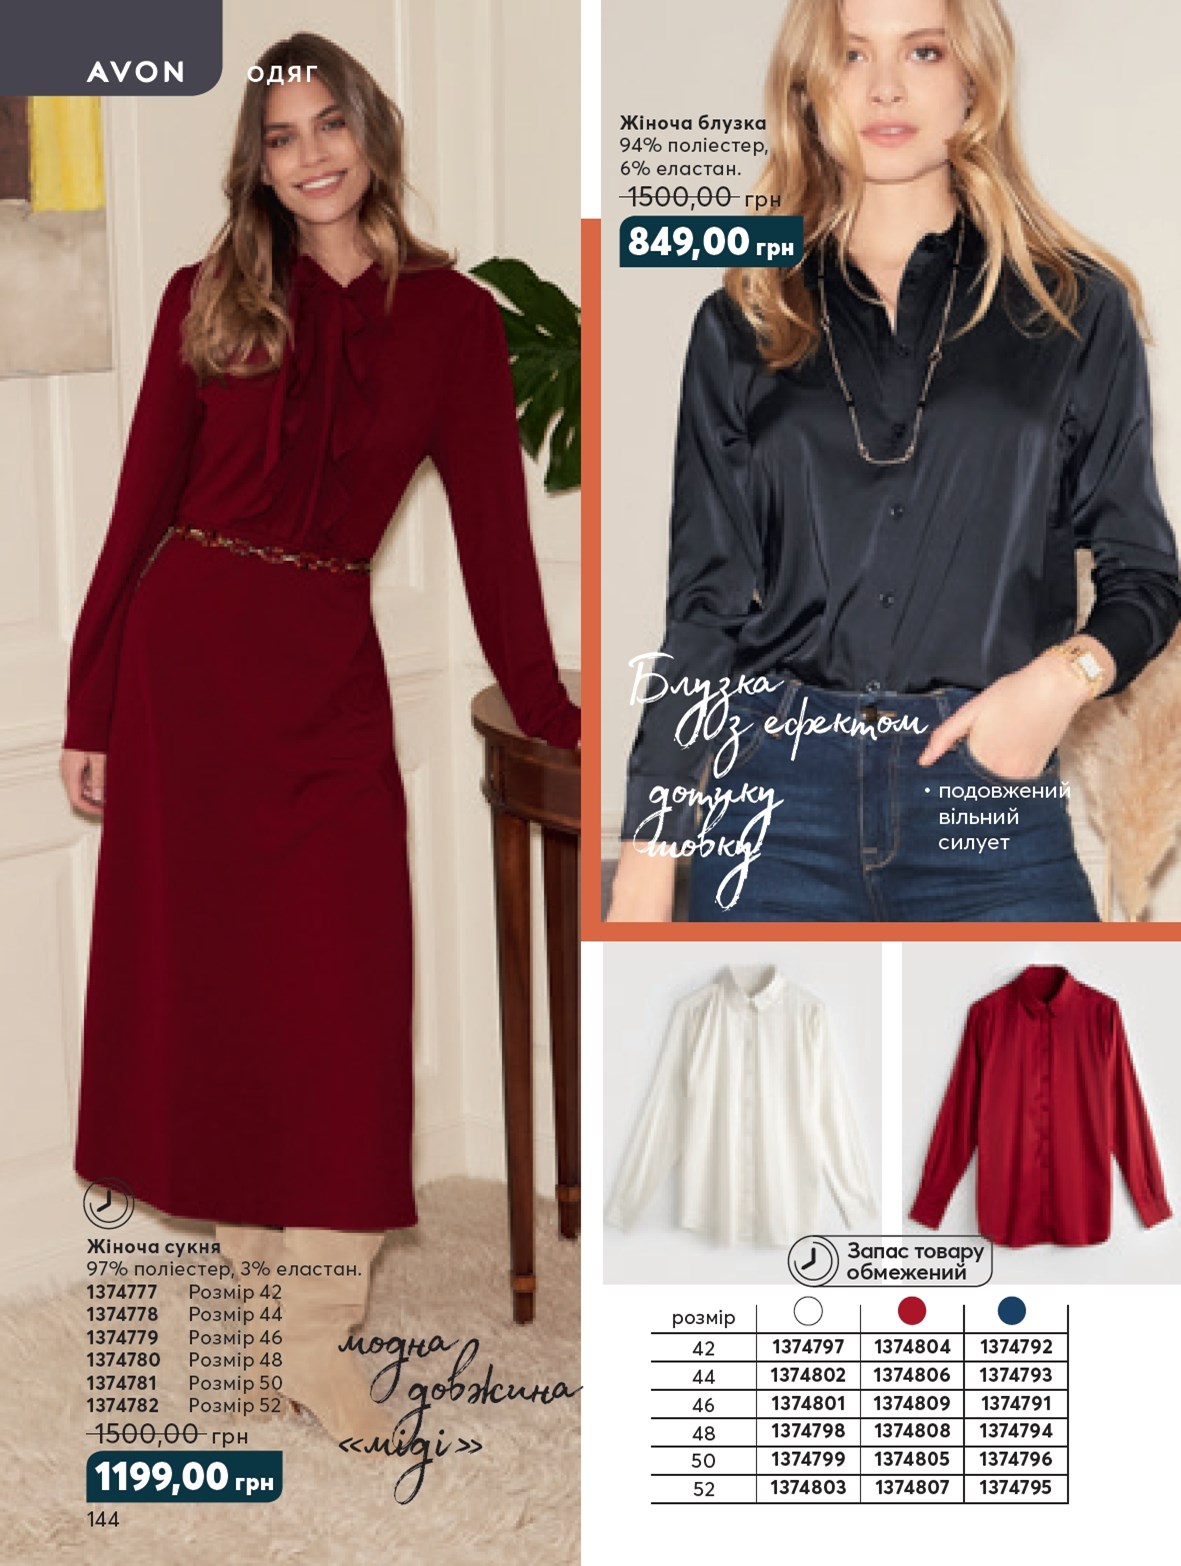 AVON
ОДЯГ
Жіноча блузка
94% поліестер,
6% еластан.
1500,00 грн
849,00 грн
Блузка
з ефектом
дотику
шовку
• подовжений
вільний
силует
Жіноча сукня
97% поліестер, 3% еластан.
1374777 Розмір 42
1374778 Розмір 44
1374779 Розмір 46
1374780 Розмір 48
1374781 Розмір 50
1374782 Розмір 52
1500,00 грн
1199,00 грн
144
модна
довжина
«міді»
Запас товару
обмежений
розмір
42 1374797 1374804 1374792
44 1374802 1374806 1374793
46 1374801 1374809 1374791
48 1374798 1374808 1374794
50 1374799 1374805 1374796
52 1374803 1374807 1374795